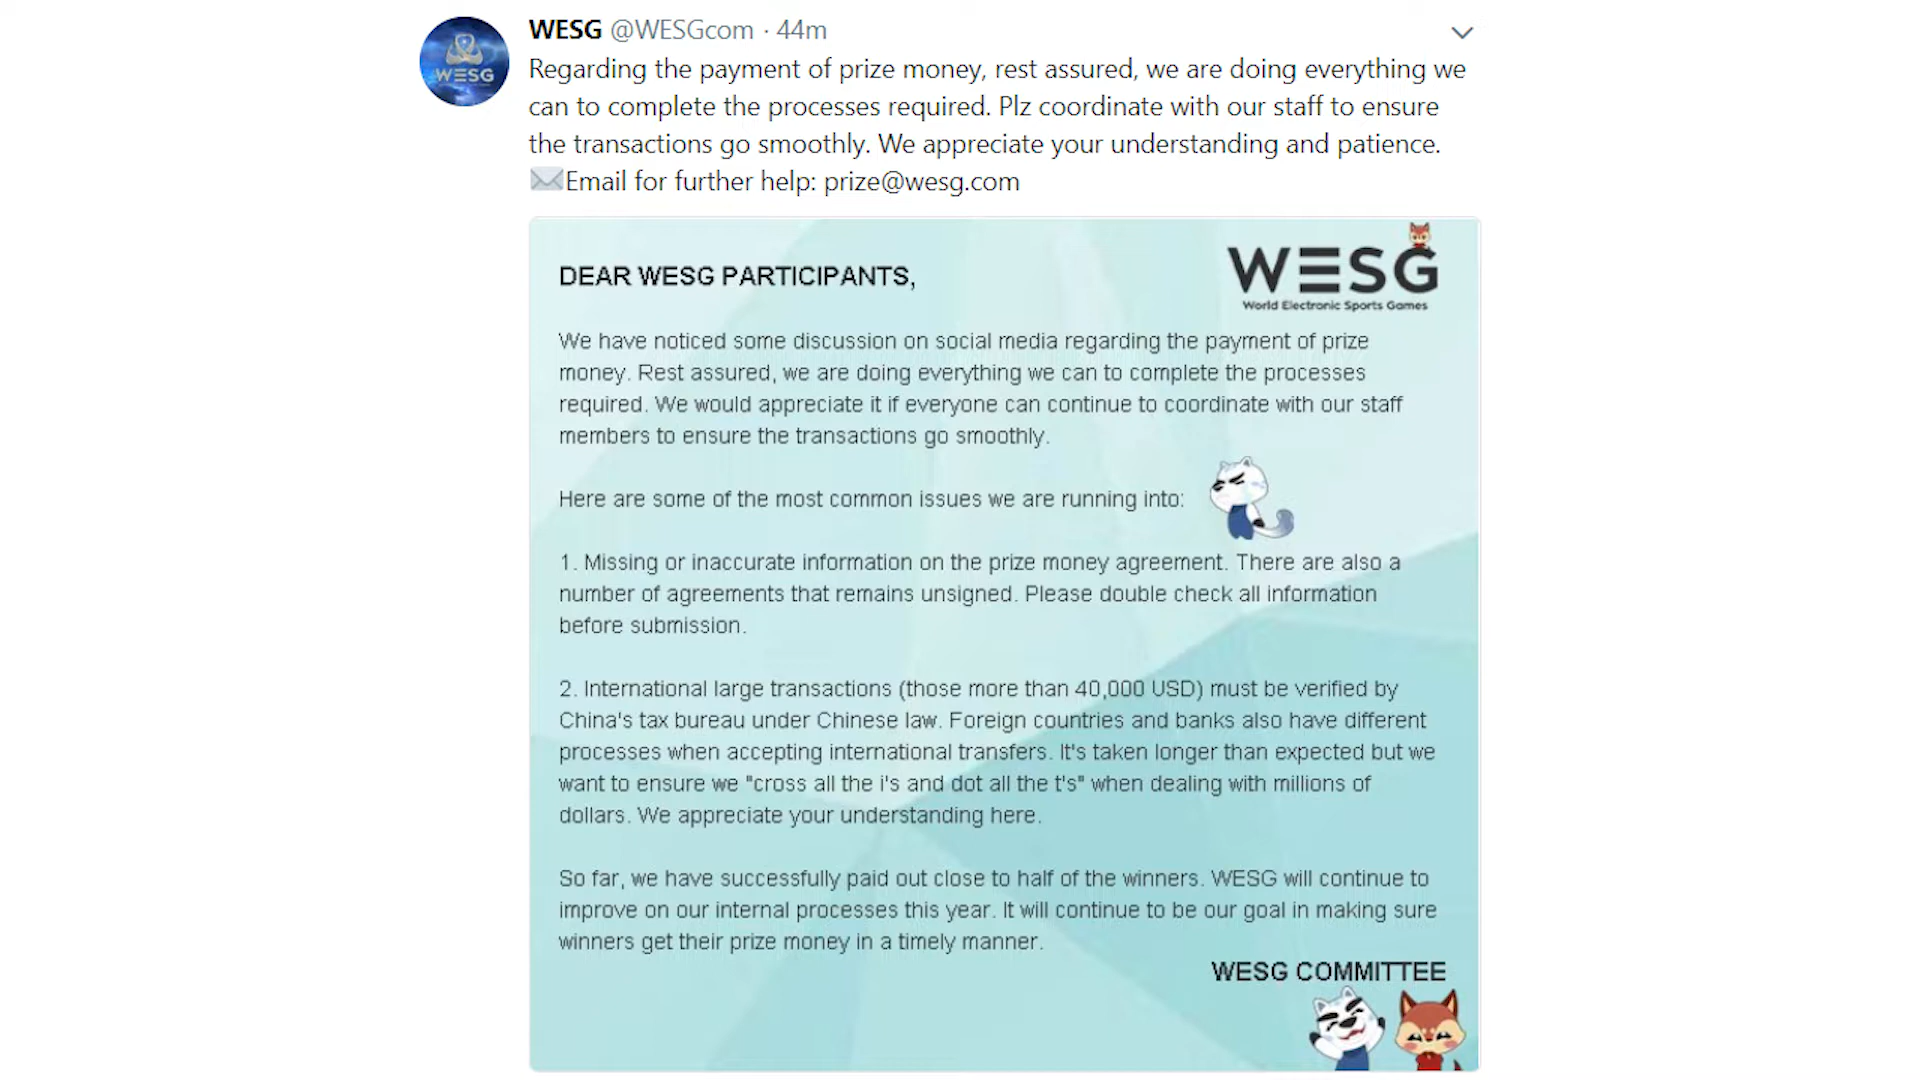 WESG @WESGcom · 44m
Regarding the payment of prize money, rest assured, we are doing everything we
can to complete the processes required. Plz coordinate with our staff to ensure
the transactions go smoothly. We appreciate your understanding and patience.
✉Email for further help: prize@wesg.com
WESG
WESG
World Electronic Sports Games
DEAR WESG PARTICIPANTS,
We have noticed some discussion on social media regarding the payment of prize
money. Rest assured, we are doing everything we can to complete the processes
required. We would appreciate it if everyone can continue to coordinate with our staff
members to ensure the transactions go smoothly.
Here are some of the most common issues we are running into:
1. Missing or inaccurate information on the prize money agreement. There are also a
number of agreements that remains unsigned. Please double check all information
before submission.
2. International large transactions (those more than 40,000 USD) must be verified by
China's tax bureau under Chinese law. Foreign countries and banks also have different
processes when accepting international transfers. It's taken longer than expected but we
want to ensure we "cross all the i's and dot all the t's" when dealing with millions of
dollars. We appreciate your understanding here.
So far, we have successfully paid out close to half of the winners. WESG will continue to
improve on our internal processes this year. It will continue to be our goal in making sure
winners get their prize money in a timely manner.
WESG COMMITTEE